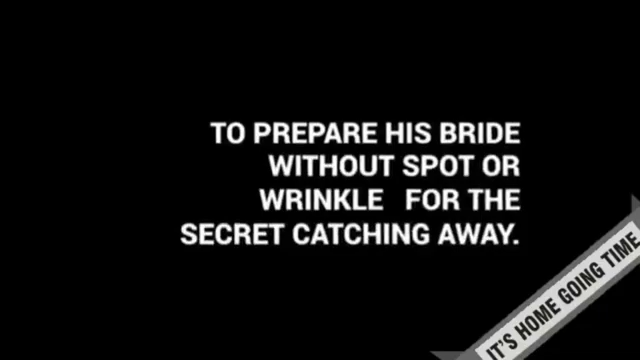 TO PREPARE HIS BRIDE
WITHOUT SPOT OR
WRINKLE FOR THE
SECRET CATCHING AWAY.
IT'S HOME GOING TIME